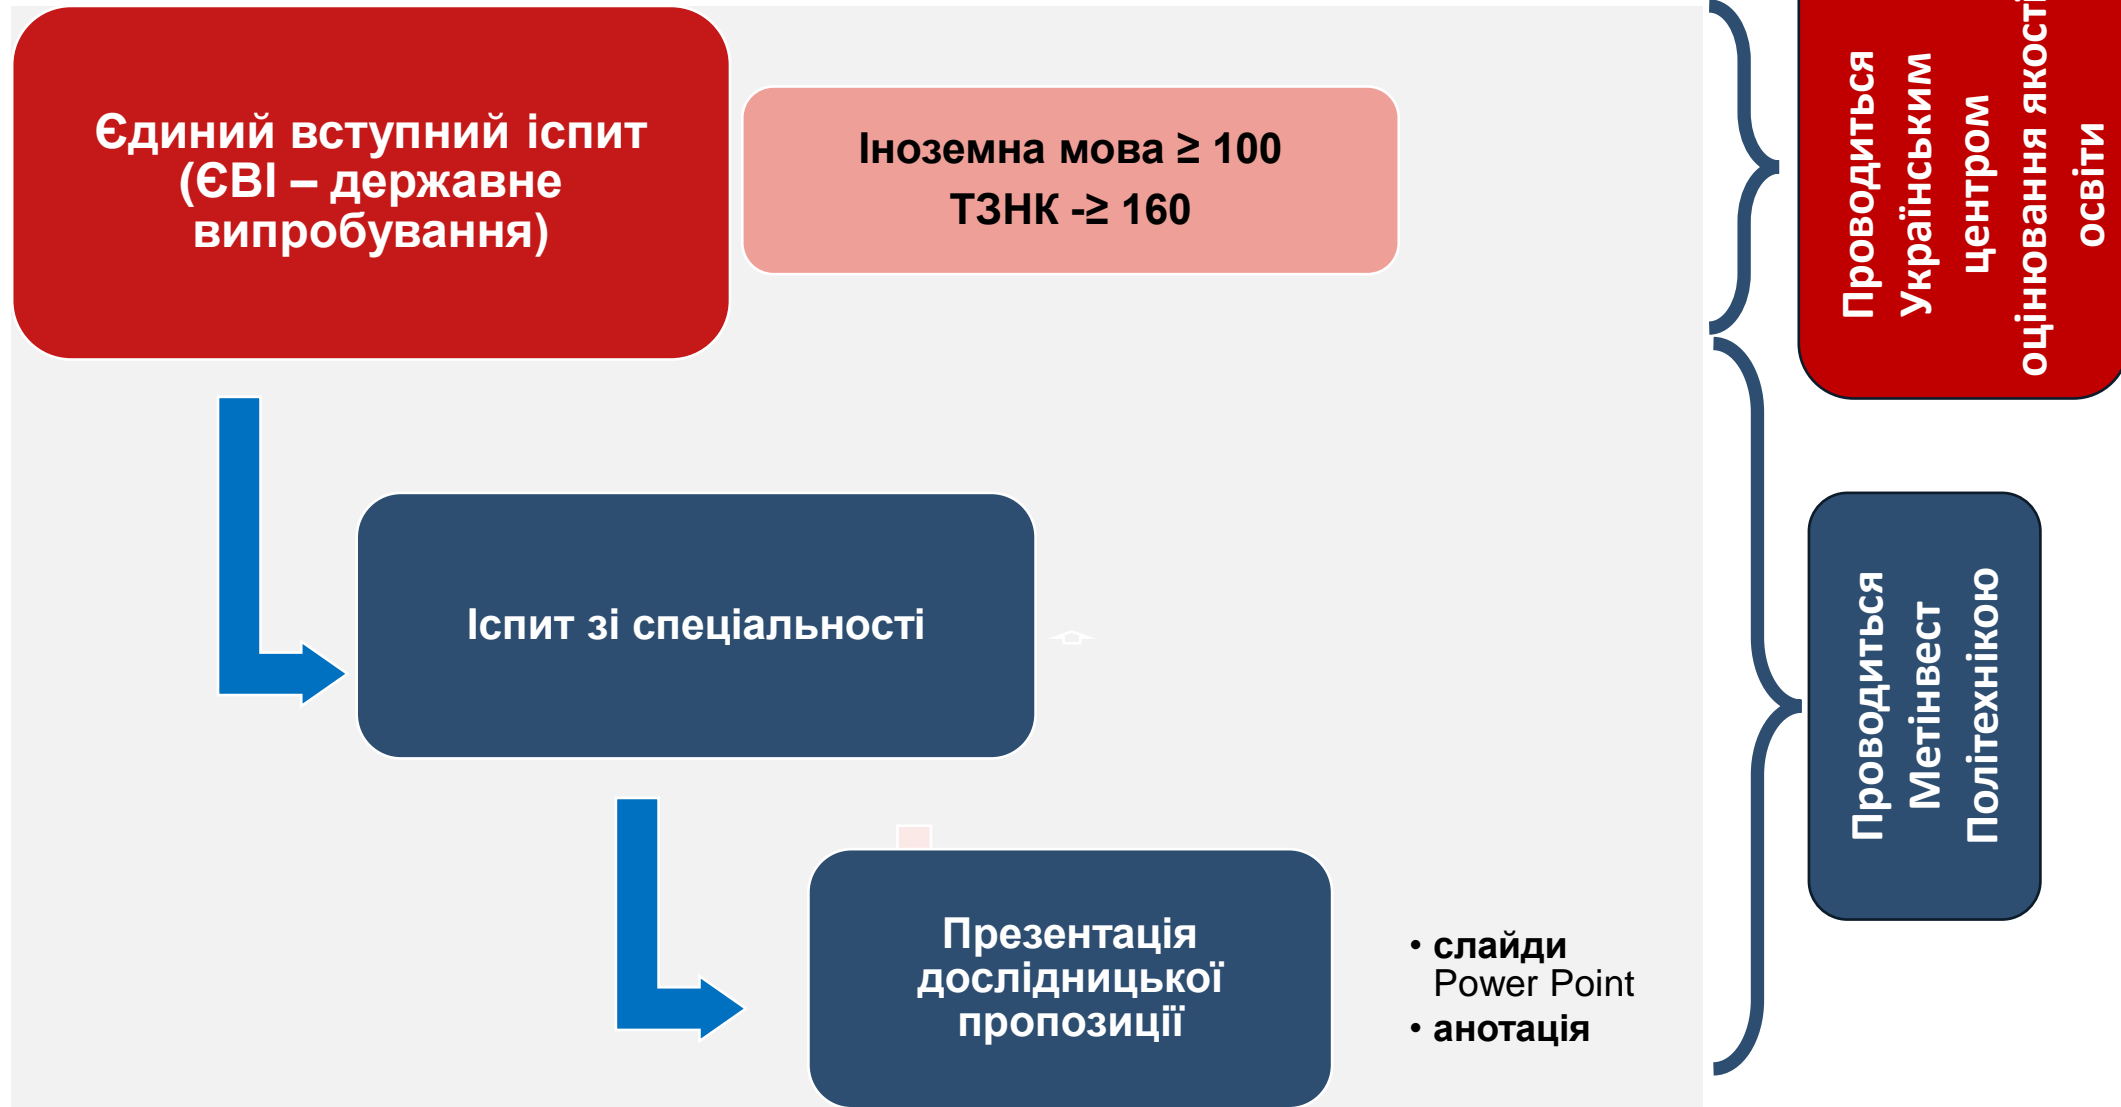 Єдиний вступний іспит
(ЄВІ – державне
випробування)
Іноземна мова ≥ 100
ТЗНК -≥ 160
Проводиться
Українським
центром
оцінювання якості
освіти
Іспит зі спеціальності
Проводиться
Метінвест
Політехнікою
Презентація
дослідницької
пропозиції
• слайди
Power Point
• анотація